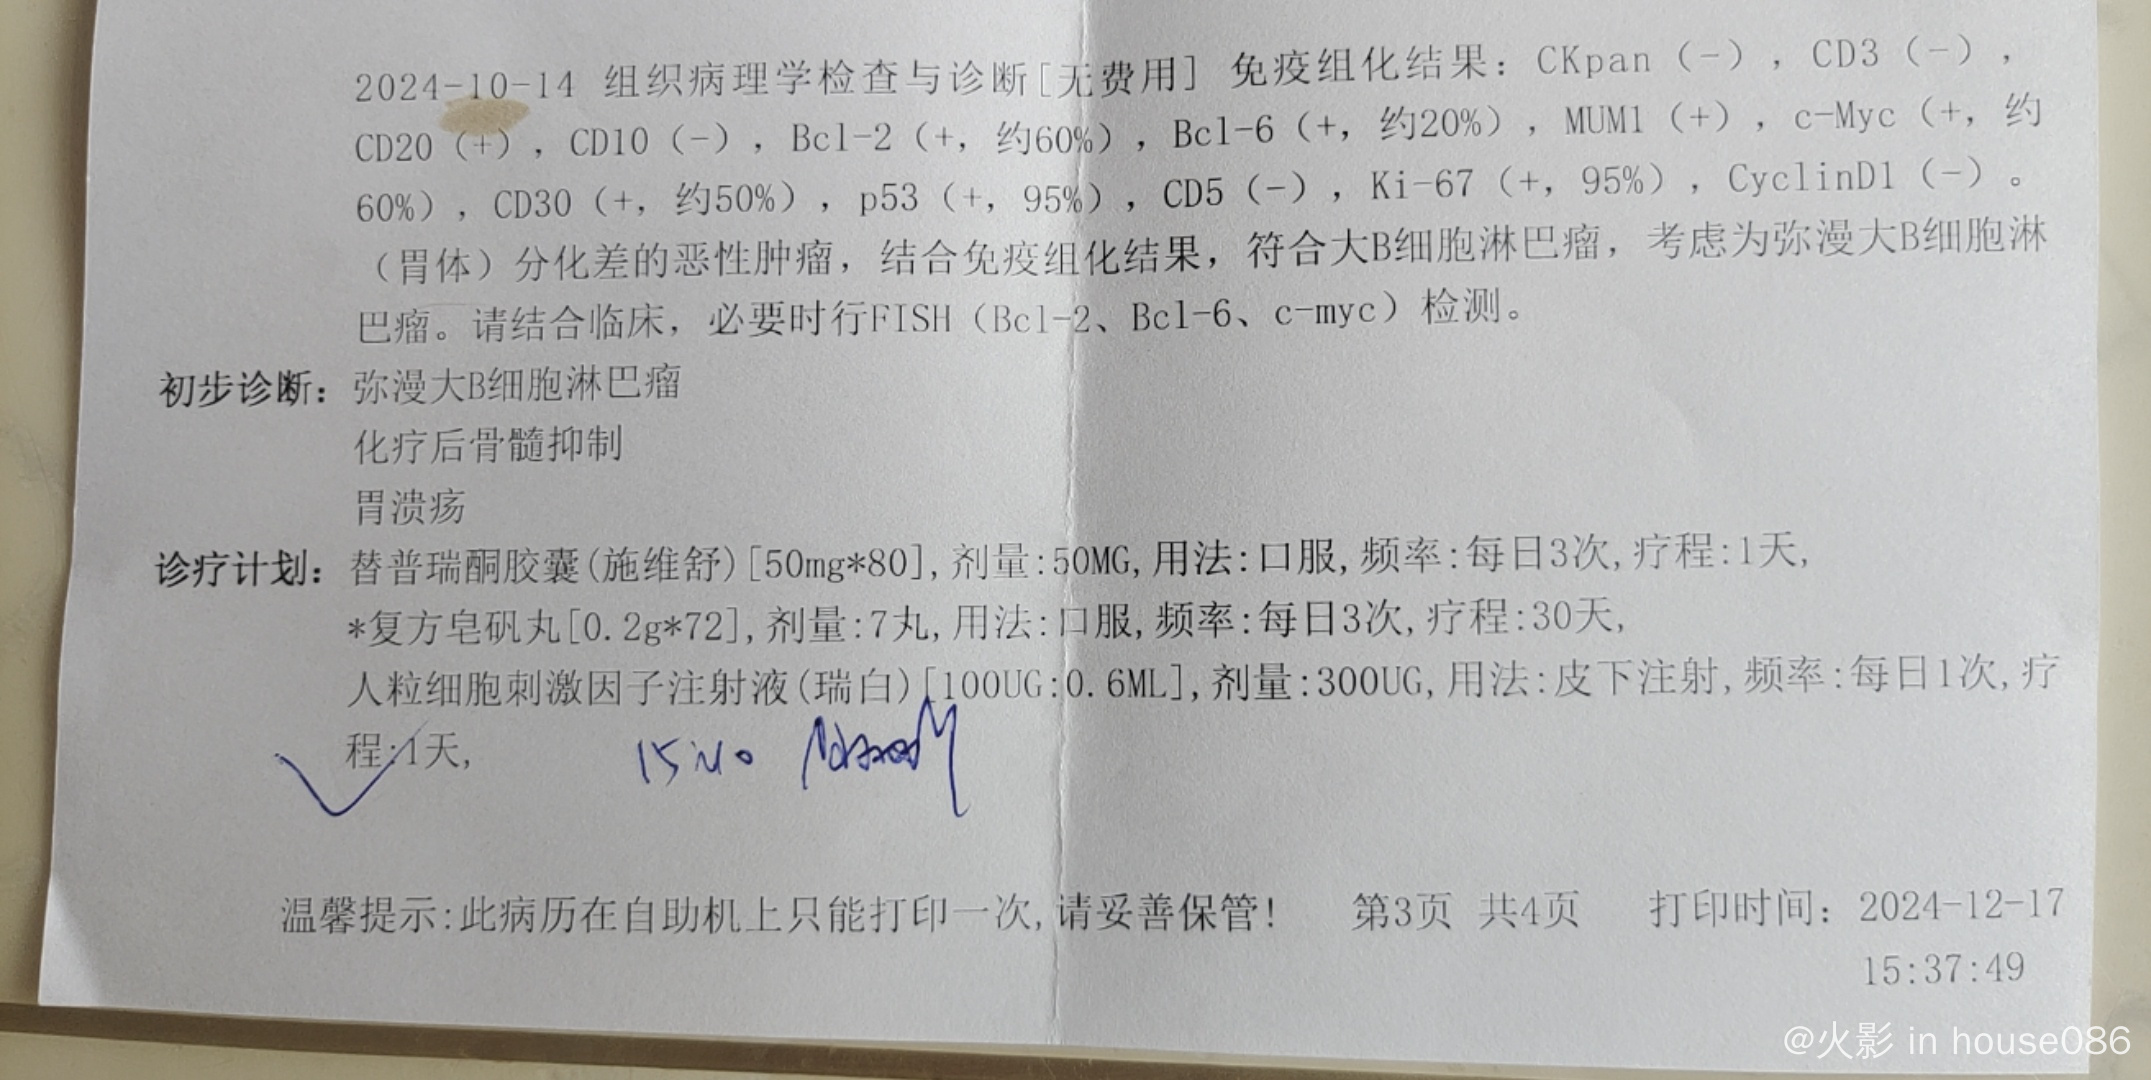 2024-10-14 组织病理学检查与诊断[无费用] 免疫组化结果：CKpan（-），CD3（-），
CD20（+），CD10（-），Bcl-2（+，约60%），Bcl-6（+，约20%），MUM1（+），c-Myc（+，约
60%），CD30（+，约50%），p53（+，95%），CD5（-），Ki-67（+，95%），CyclinD1（-）。
（胃体）分化差的恶性肿瘤，结合免疫组化结果，符合大B细胞淋巴瘤，考虑为弥漫大B细胞淋
巴瘤。请结合临床，必要时行FISH（Bcl-2、Bcl-6、c-myc）检测。
初步诊断：弥漫大B细胞淋巴瘤
化疗后骨髓抑制
胃溃疡
诊疗计划：替普瑞酮胶囊(施维舒)[50mg*80],剂量:50MG,用法:口服,频率:每日3次,疗程:1天,
*复方皂矾丸[0.2g*72],剂量:7丸,用法:口服,频率:每日3次,疗程:30天,
人粒细胞刺激因子注射液(瑞白)[100UG:0.6ML],剂量:300UG,用法:皮下注射,频率:每日1次,疗
程:1天,
温馨提示:此病历在自助机上只能打印一次,请妥善保管! 第3页 共4页 打印时间：2024-12-17
15:37:49
@火影 in house086